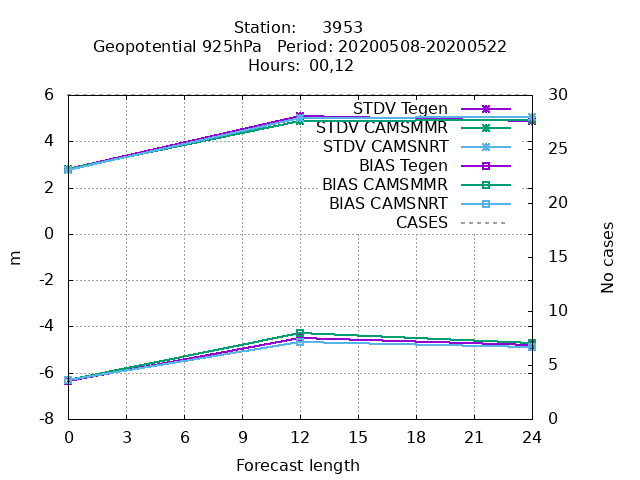 Station: 3953
Geopotential 925hPa Period: 20200508-20200522
Hours: 00,12
6
4
2
0
-2
-4
-6
-8
m
30
25
20
15
10
5
0
No cases
STDV Tegen
STDV CAMSMMR
STDV CAMSNRT
BIAS Tegen
BIAS CAMSMMR
BIAS CAMSNRT
CASES
0 3 6 9 12 15 18 21 24
Forecast length